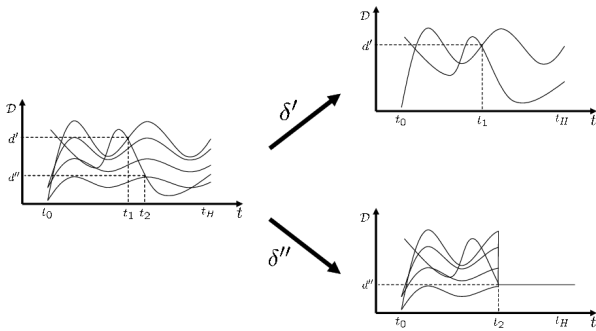 𝒟
d′
d″
t₀
t₁ t₂
t_H
t
δ′
δ″
𝒟
d′
t₀
t₁
t_H
t
𝒟
d″
t₀
t₂
t_H
t